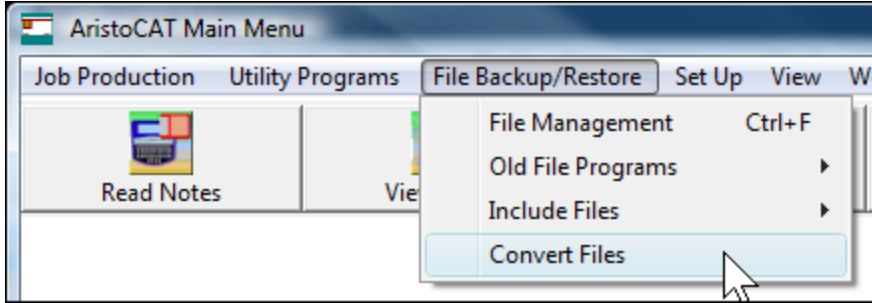 AristoCAT Main Menu
Job Production Utility Programs File Backup/Restore Set Up View W
File Management Ctrl+F
Old File Programs
Include Files
Convert Files
Read Notes
Vie